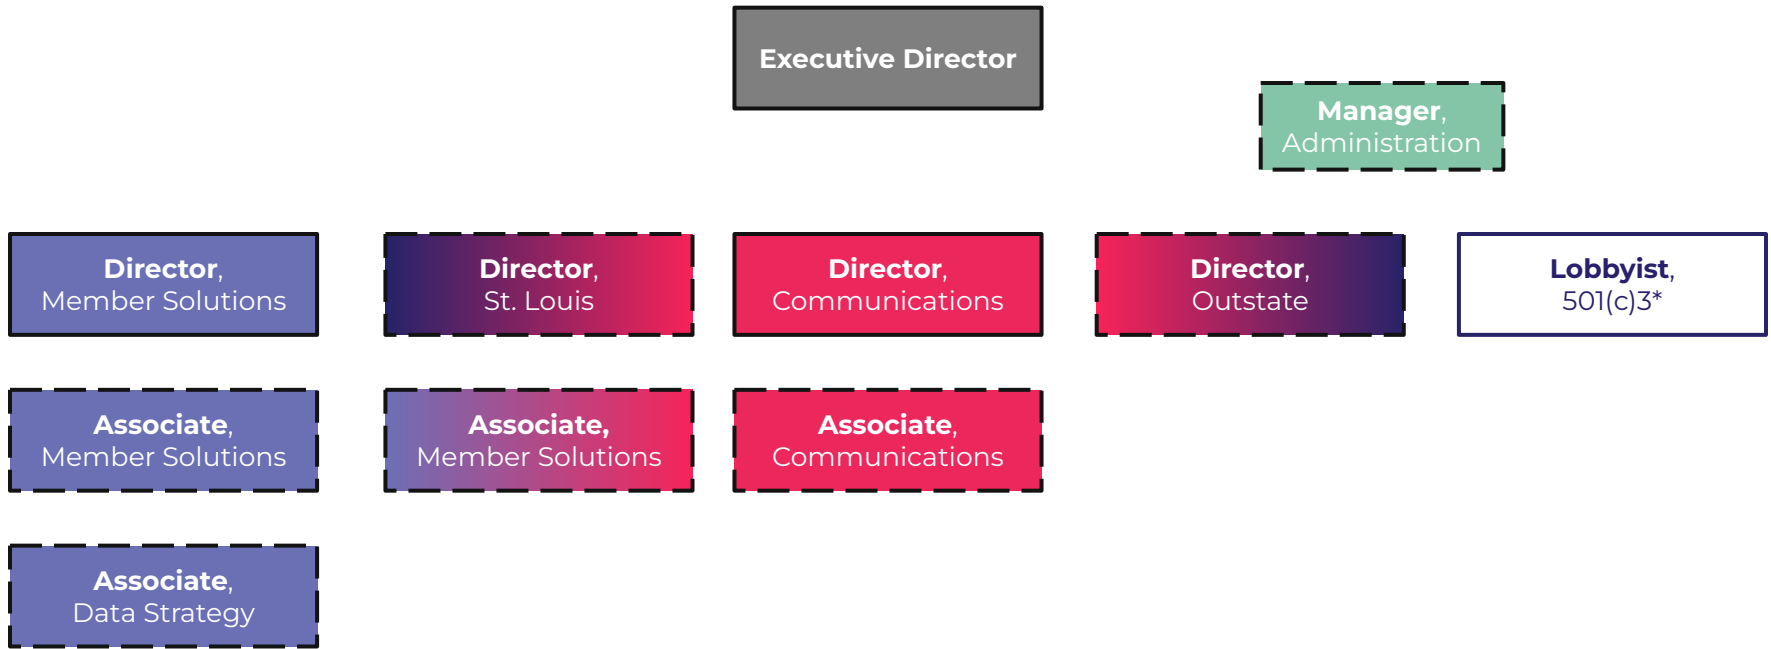 Executive Director
Manager,
Administration
Director,
Member Solutions
Director,
St. Louis
Director,
Communications
Director,
Outstate
Lobbyist,
501(c)3*
Associate,
Member Solutions
Associate,
Member Solutions
Associate,
Communications
Associate,
Data Strategy